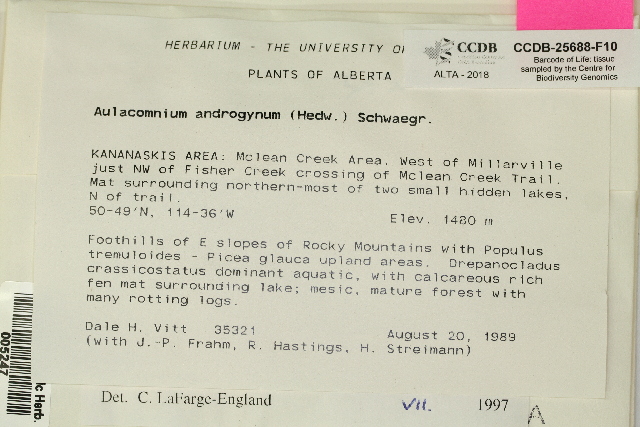 HERBARIUM - THE UNIVERSITY OF
PLANTS OF ALBERTA
CCDB
ALTA - 2018
CCDB-25688-F10
Barcode of Life: tissue
sampled by the Centre for
Biodiversity Genomics
Aulacomnium androgynum (Hedw.) Schwaegr.
KANANASKIS AREA: Mclean Creek Area. West of Millarville
just NW of Fisher Creek crossing of Mclean Creek Trail.
Mat surrounding northern-most of two small hidden lakes,
N of trail.
50-49'N, 114-36'W Elev. 1480 m
Foothills of E slopes of Rocky Mountains with Populus
tremuloides - Picea glauca upland areas. Drepanocladus
crassicostatus dominant aquatic, with calcareous rich
fen mat surrounding lake; mesic, mature forest with
many rotting logs.
Dale H. Vitt 35321 August 20, 1989
(with J.-P. Frahm, R. Hastings, H. Streimann)
Det. C. LaFarge-England VII. 1997
A
005247
ic Herb.